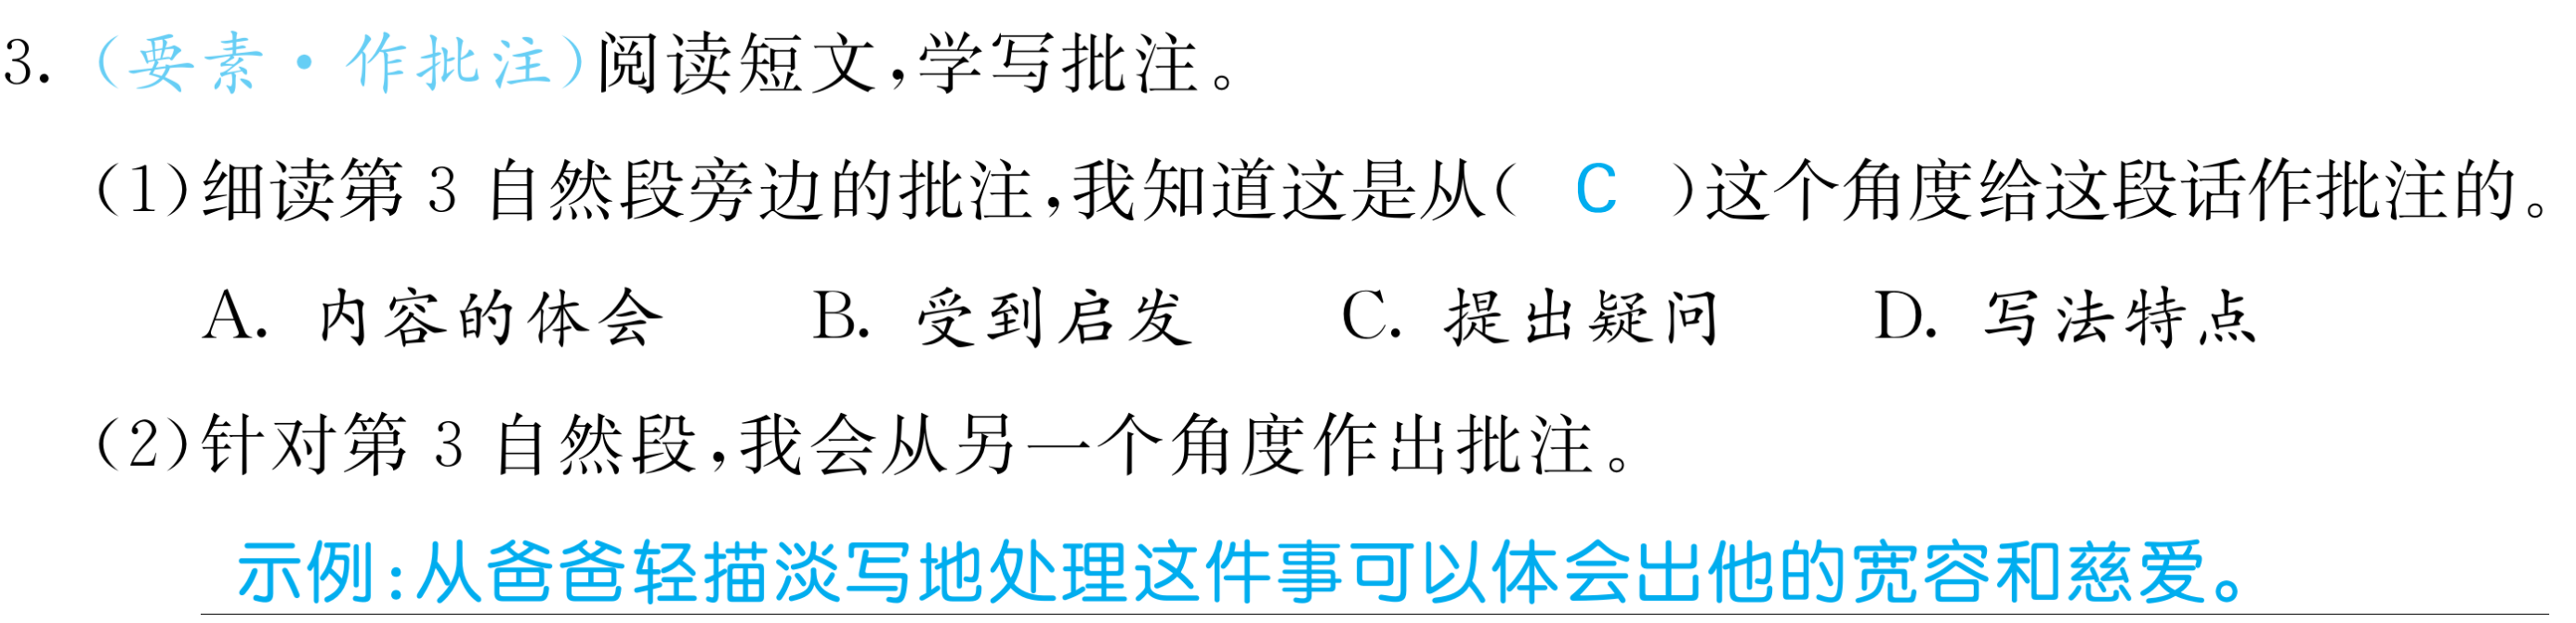 3.（要素·作批注）阅读短文,学写批注。
（1）细读第 3 自然段旁边的批注,我知道这是从( C )这个角度给这段话作批注的。
A. 内容的体会 B. 受到启发 C. 提出疑问 D. 写法特点
（2）针对第 3 自然段,我会从另一个角度作出批注。
示例:从爸爸轻描淡写地处理这件事可以体会出他的宽容和慈爱。